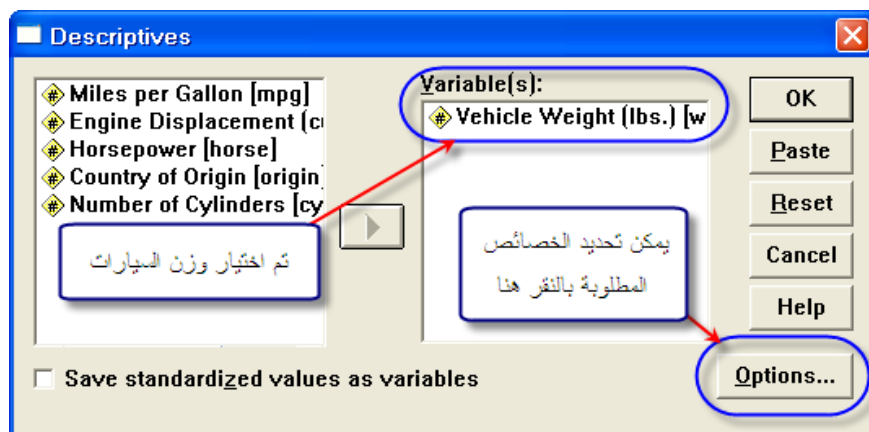 Descriptives
Miles per Gallon [mpg]
Engine Displacement (cu
Horsepower [horse]
Country of Origin [origin]
Number of Cylinders [cy
تم اختيار وزن السيارات
Variable(s):
Vehicle Weight (lbs.) [w
يمكن تحديد الخصائص
المطلوبة بالنقر هنا
OK
Paste
Reset
Cancel
Help
Options...
Save standardized values as variables